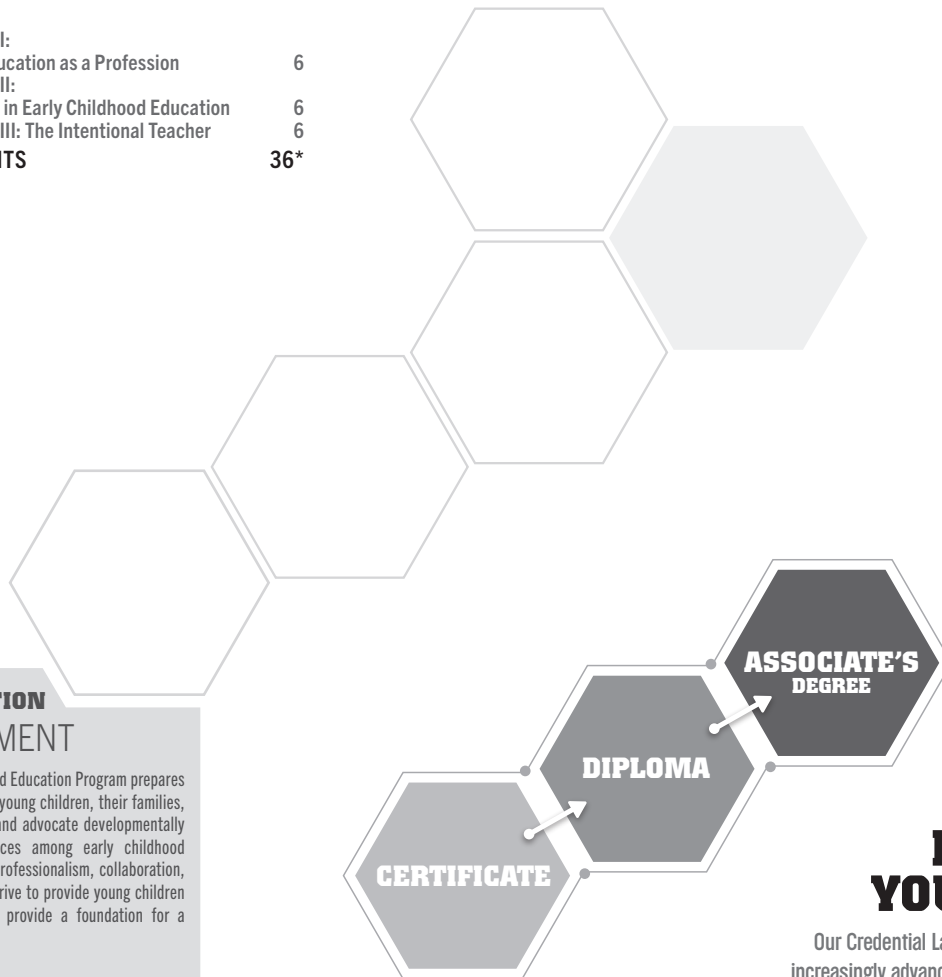 I:
ucation as a Profession 6
II:
in Early Childhood Education 6
III: The Intentional Teacher 6
ITS 36*
ASSOCIATE'S
DEGREE
DIPLOMA
CERTIFICATE
TION
MENT
d Education Program prepares
young children, their families,
and advocate developmentally
ces among early childhood
rofessionalism, collaboration,
rive to provide young children
provide a foundation for a
YOU
Our Credential La
increasingly advanc